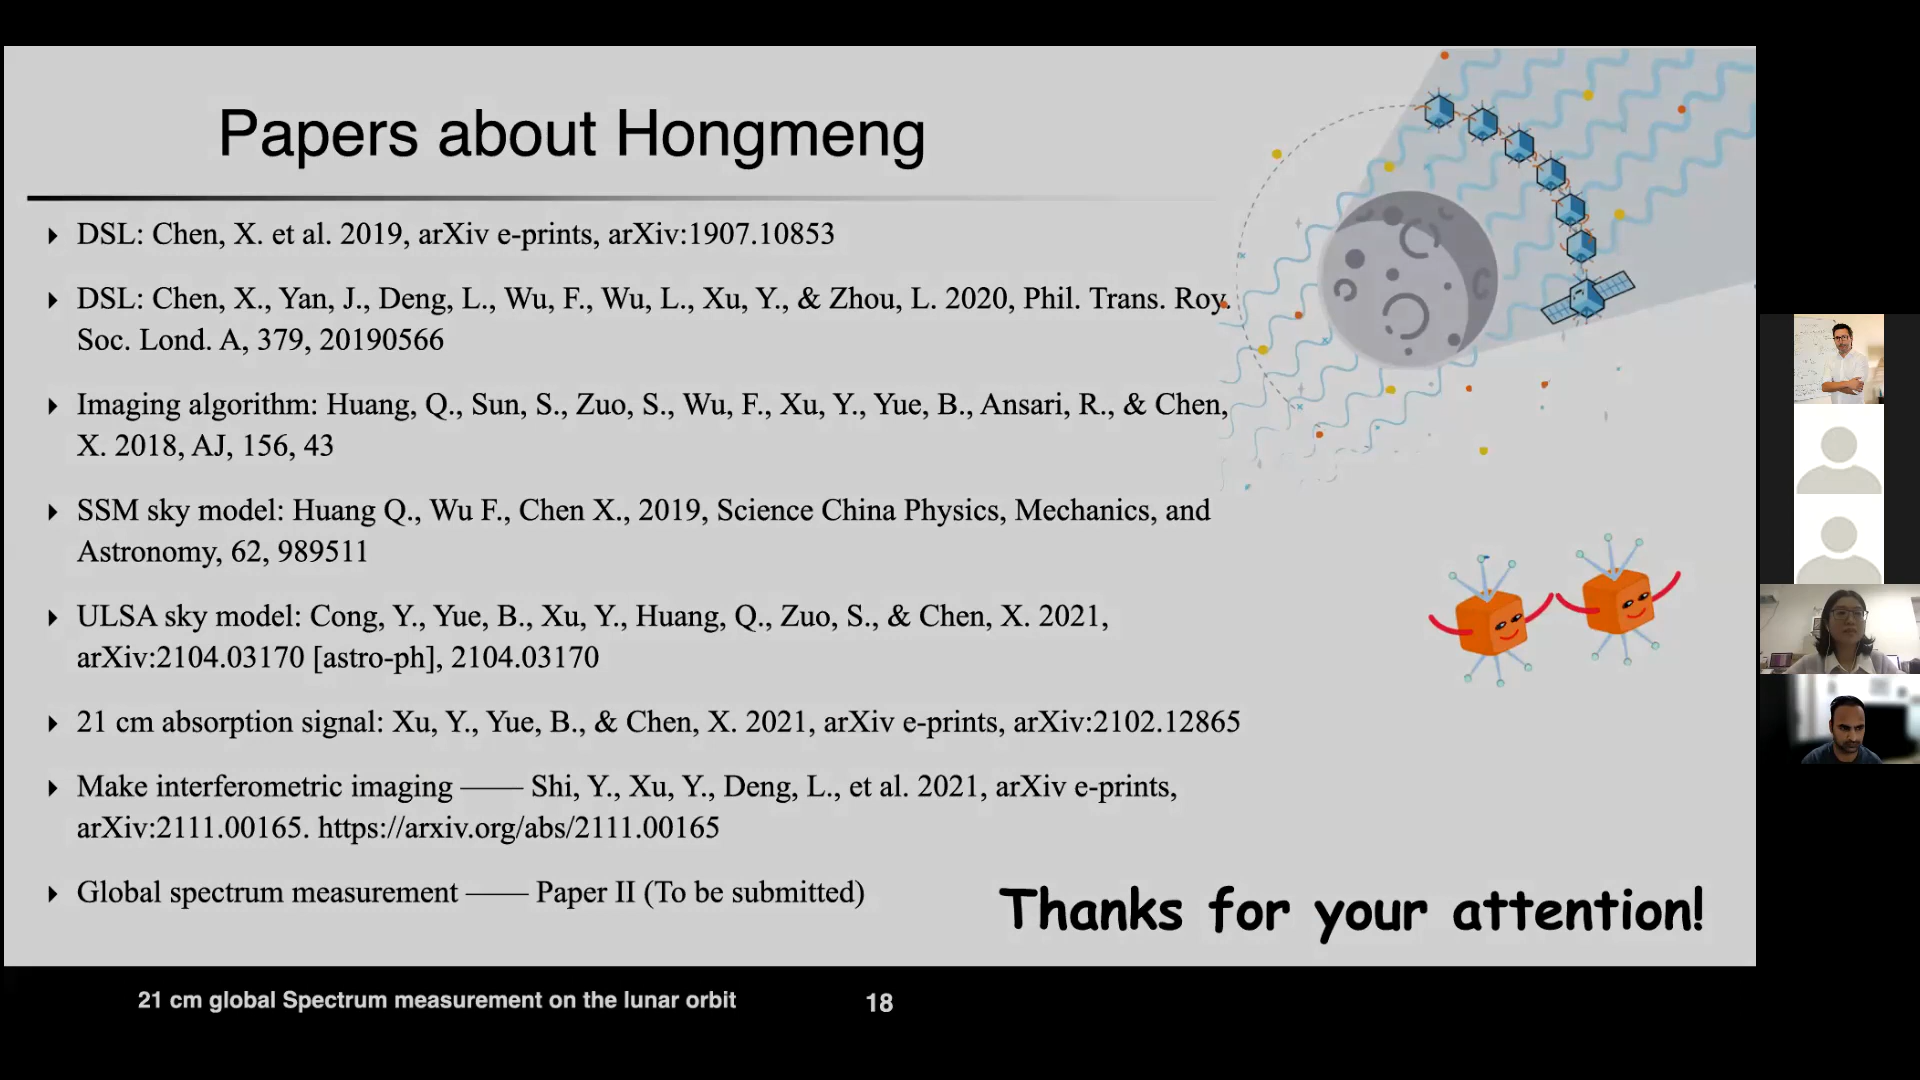 Papers about Hongmeng
DSL: Chen, X. et al. 2019, arXiv e-prints, arXiv:1907.10853
DSL: Chen, X., Yan, J., Deng, L., Wu, F., Wu, L., Xu, Y., & Zhou, L. 2020, Phil. Trans. Roy.
Soc. Lond. A, 379, 20190566
Imaging algorithm: Huang, Q., Sun, S., Zuo, S., Wu, F., Xu, Y., Yue, B., Ansari, R., & Chen,
X. 2018, AJ, 156, 43
SSM sky model: Huang Q., Wu F., Chen X., 2019, Science China Physics, Mechanics, and
Astronomy, 62, 989511
ULSA sky model: Cong, Y., Yue, B., Xu, Y., Huang, Q., Zuo, S., & Chen, X. 2021,
arXiv:2104.03170 [astro-ph], 2104.03170
21 cm absorption signal: Xu, Y., Yue, B., & Chen, X. 2021, arXiv e-prints, arXiv:2102.12865
Make interferometric imaging —— Shi, Y., Xu, Y., Deng, L., et al. 2021, arXiv e-prints,
arXiv:2111.00165. https://arxiv.org/abs/2111.00165
Global spectrum measurement —— Paper II (To be submitted)
Thanks for your attention!
21 cm global Spectrum measurement on the lunar orbit
18